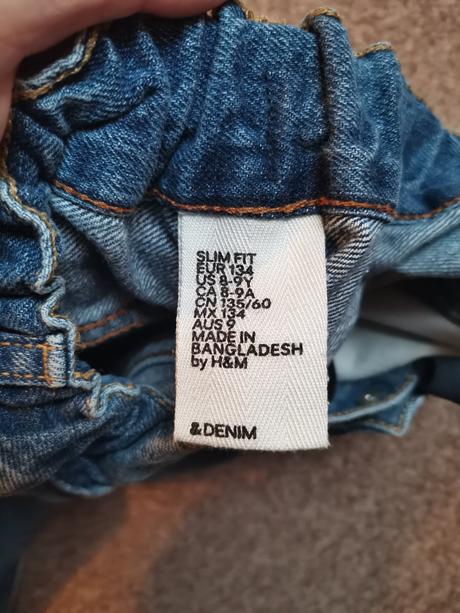 SLIM FIT
EUR 134
US 8-9Y
CA 8-9A
CN 135/60
MX 134
AUS 9
MADE IN
BANGLADESH
by H&M
& DENIM